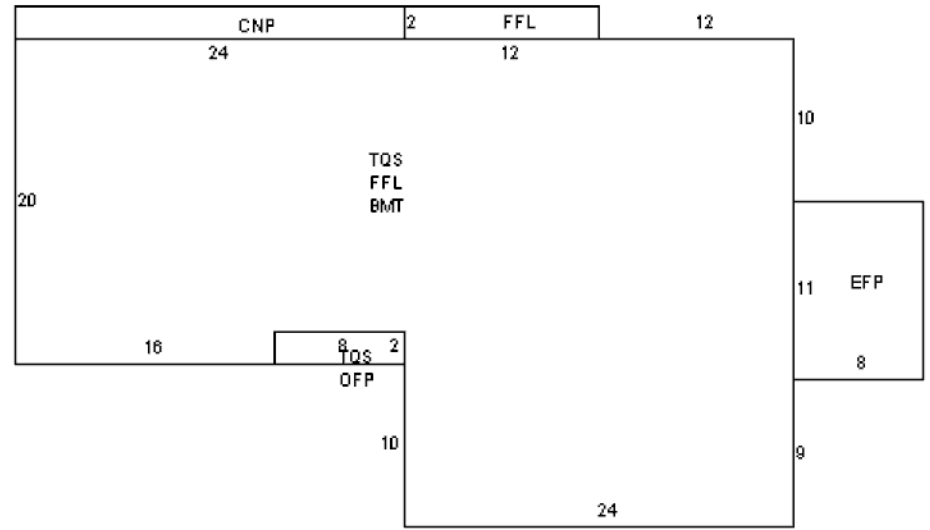 CNP 2 FFL 12
24 12
10
TQS
FFL
BMT
20
11 EFP
16 8 2
TQS
OFP
8
10
9
24